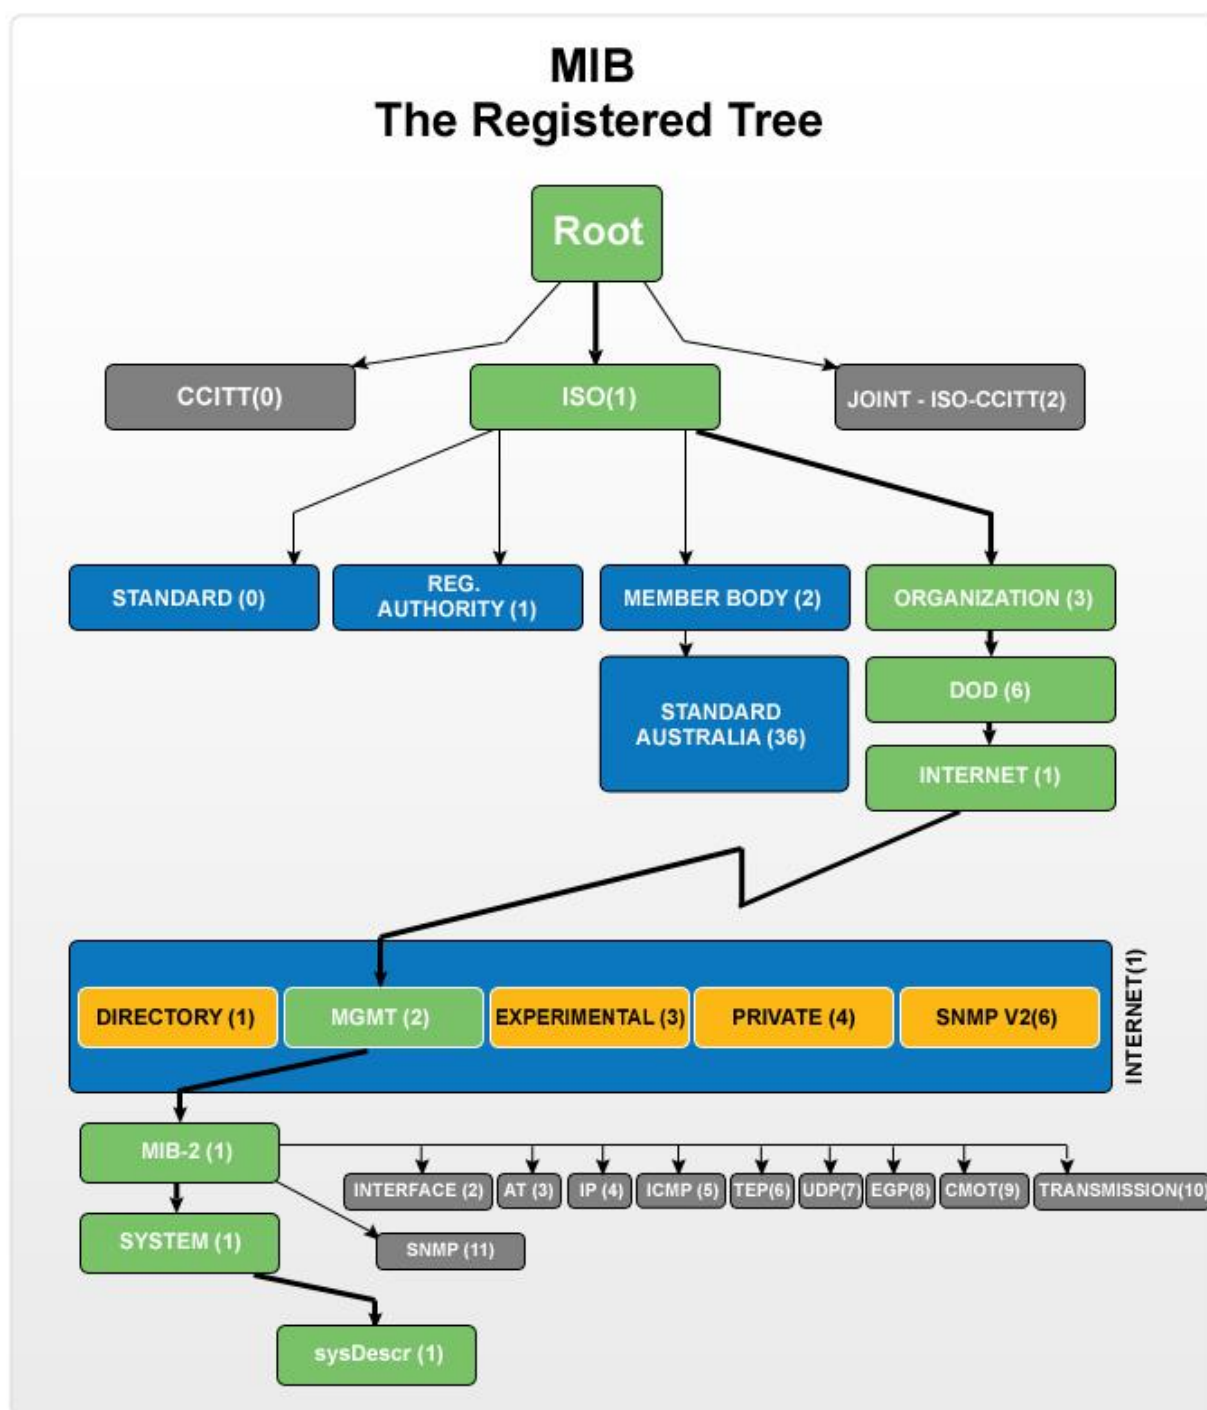 MIB
The Registered Tree
Root
CCITT(0)
ISO(1)
JOINT - ISO-CCITT(2)
STANDARD (0)
REG.
AUTHORITY (1)
MEMBER BODY (2)
ORGANIZATION (3)
STANDARD
AUSTRALIA (36)
DOD (6)
INTERNET (1)
DIRECTORY (1)
MGMT (2)
EXPERIMENTAL (3)
PRIVATE (4)
SNMP V2(6)
INTERNET(1)
MIB-2 (1)
INTERFACE (2)
AT (3)
IP (4)
ICMP (5)
TEP(6)
UDP(7)
EGP(8)
CMOT(9)
TRANSMISSION(10)
SYSTEM (1)
SNMP (11)
sysDescr (1)